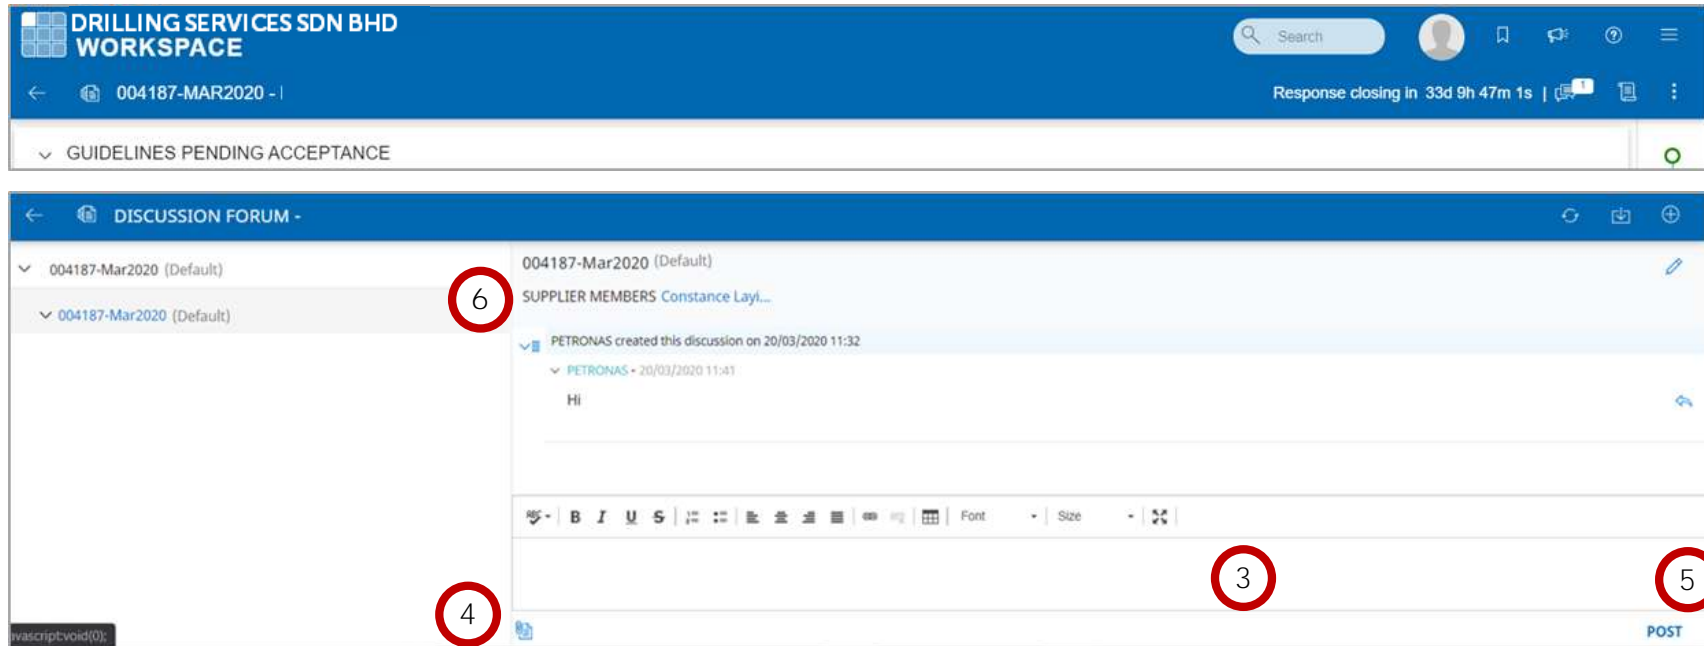 DRILLING SERVICES SDN BHD
WORKSPACE
Search
004187-MAR2020 -
Response closing in 33d 9h 47m 1s |
1
GUIDELINES PENDING ACCEPTANCE
DISCUSSION FORUM -
004187-Mar2020 (Default)
004187-Mar2020 (Default)
6
004187-Mar2020 (Default)
SUPPLIER MEMBERS Constance Layi...
PETRONAS created this discussion on 20/03/2020 11:32
PETRONAS • 20/03/2020 11:41
Hi
ABC B I U S Font Size
3
5
4
vascript:void(0);
POST